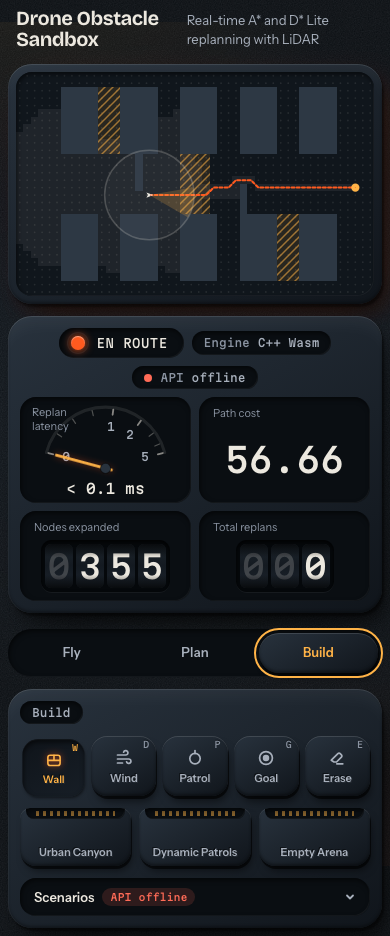 Drone Obstacle
Sandbox
Real-time A* and D* Lite
replanning with LiDAR
EN ROUTE
Engine C++ Wasm
API offline
Replan
latency
0
1
2
5
< 0.1 ms
Path cost
56.66
Nodes expanded
0355
Total replans
000
Fly
Plan
Build
Build
W
Wall
D
Wind
P
Patrol
G
Goal
E
Erase
Urban Canyon
Dynamic Patrols
Empty Arena
Scenarios
API offline